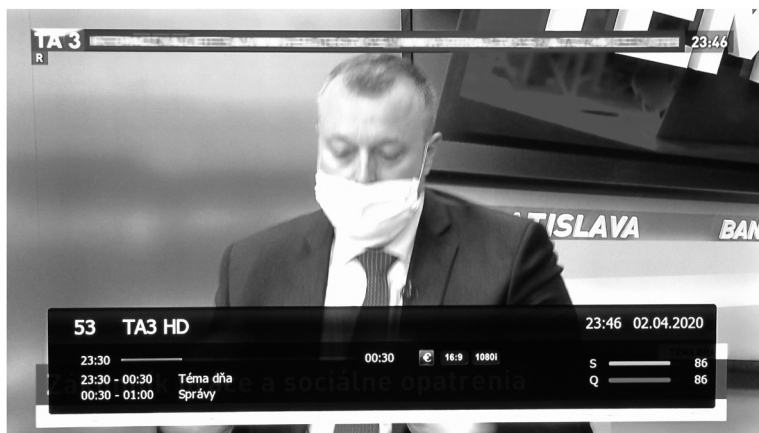 TA 3
23:46
R
TISLAVA
BAN
53 TA3 HD 23:46 02.04.2020
23:30 00:30 € 16:9 1080i S 86
23:30 - 00:30 Téma dňa Q 86
00:30 - 01:00 Správy
a sociálne opatrenia